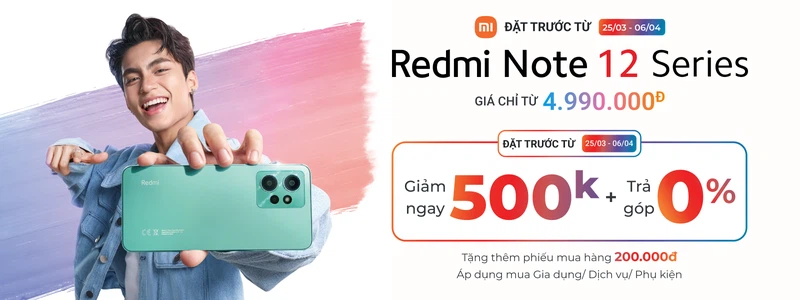 mi ĐẶT TRƯỚC TỪ 25/03 - 06/04
Redmi Note 12 Series
GIÁ CHỈ TỪ 4.990.000Đ
ĐẶT TRƯỚC TỪ 25/03 - 06/04
Giảm ngay 500k + Trả góp 0%
Tặng thêm phiếu mua hàng 200.000đ
Áp dụng mua Gia dụng/ Dịch vụ/ Phụ kiện
Redmi